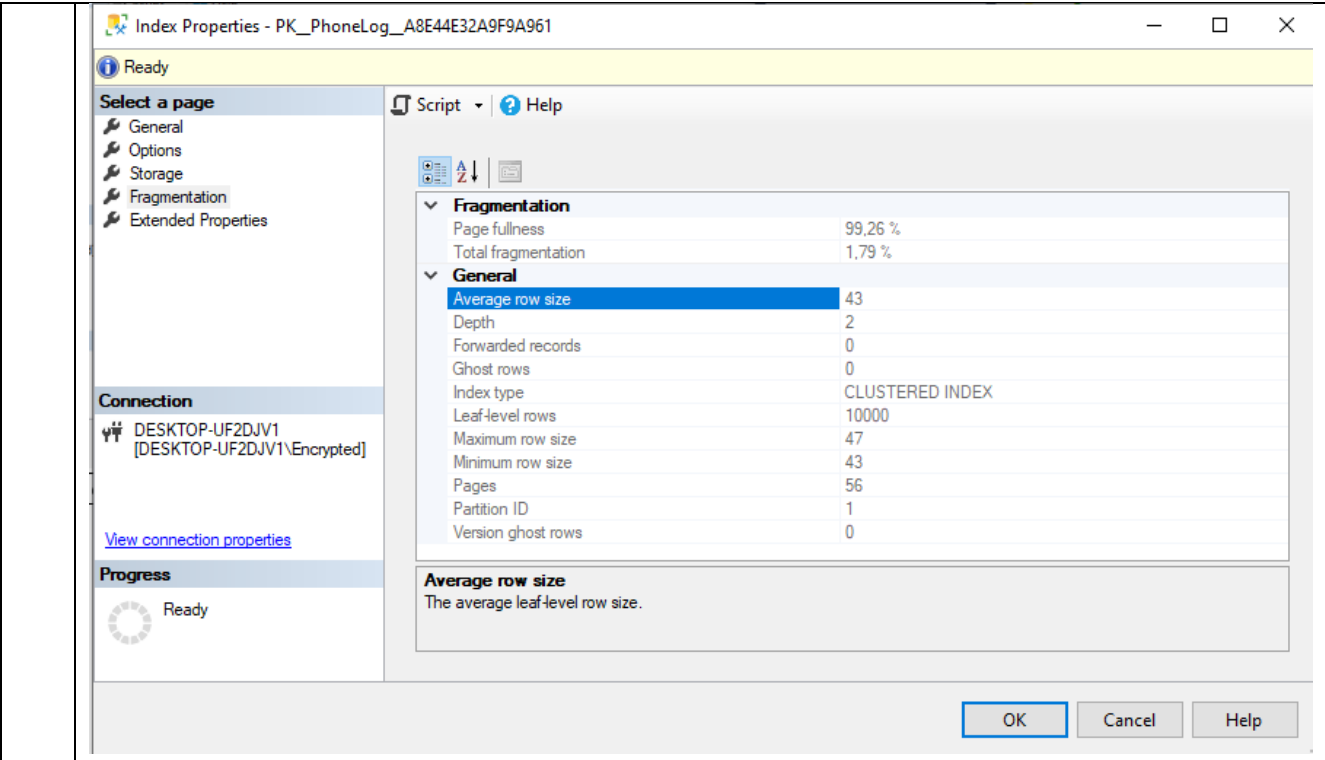 Index Properties - PK__PhoneLog__A8E44E32A9F9A961
Ready
Select a page
General
Options
Storage
Fragmentation
Extended Properties
Connection
DESKTOP-UF2DJV1
[DESKTOP-UF2DJV1\Encrypted]
View connection properties
Progress
Ready
Script Help
Fragmentation
Page fullness 99,26 %
Total fragmentation 1,79 %
General
Average row size 43
Depth 2
Forwarded records 0
Ghost rows 0
Index type CLUSTERED INDEX
Leaf-level rows 10000
Maximum row size 47
Minimum row size 43
Pages 56
Partition ID 1
Version ghost rows 0
Average row size
The average leaf-level row size.
OK Cancel Help